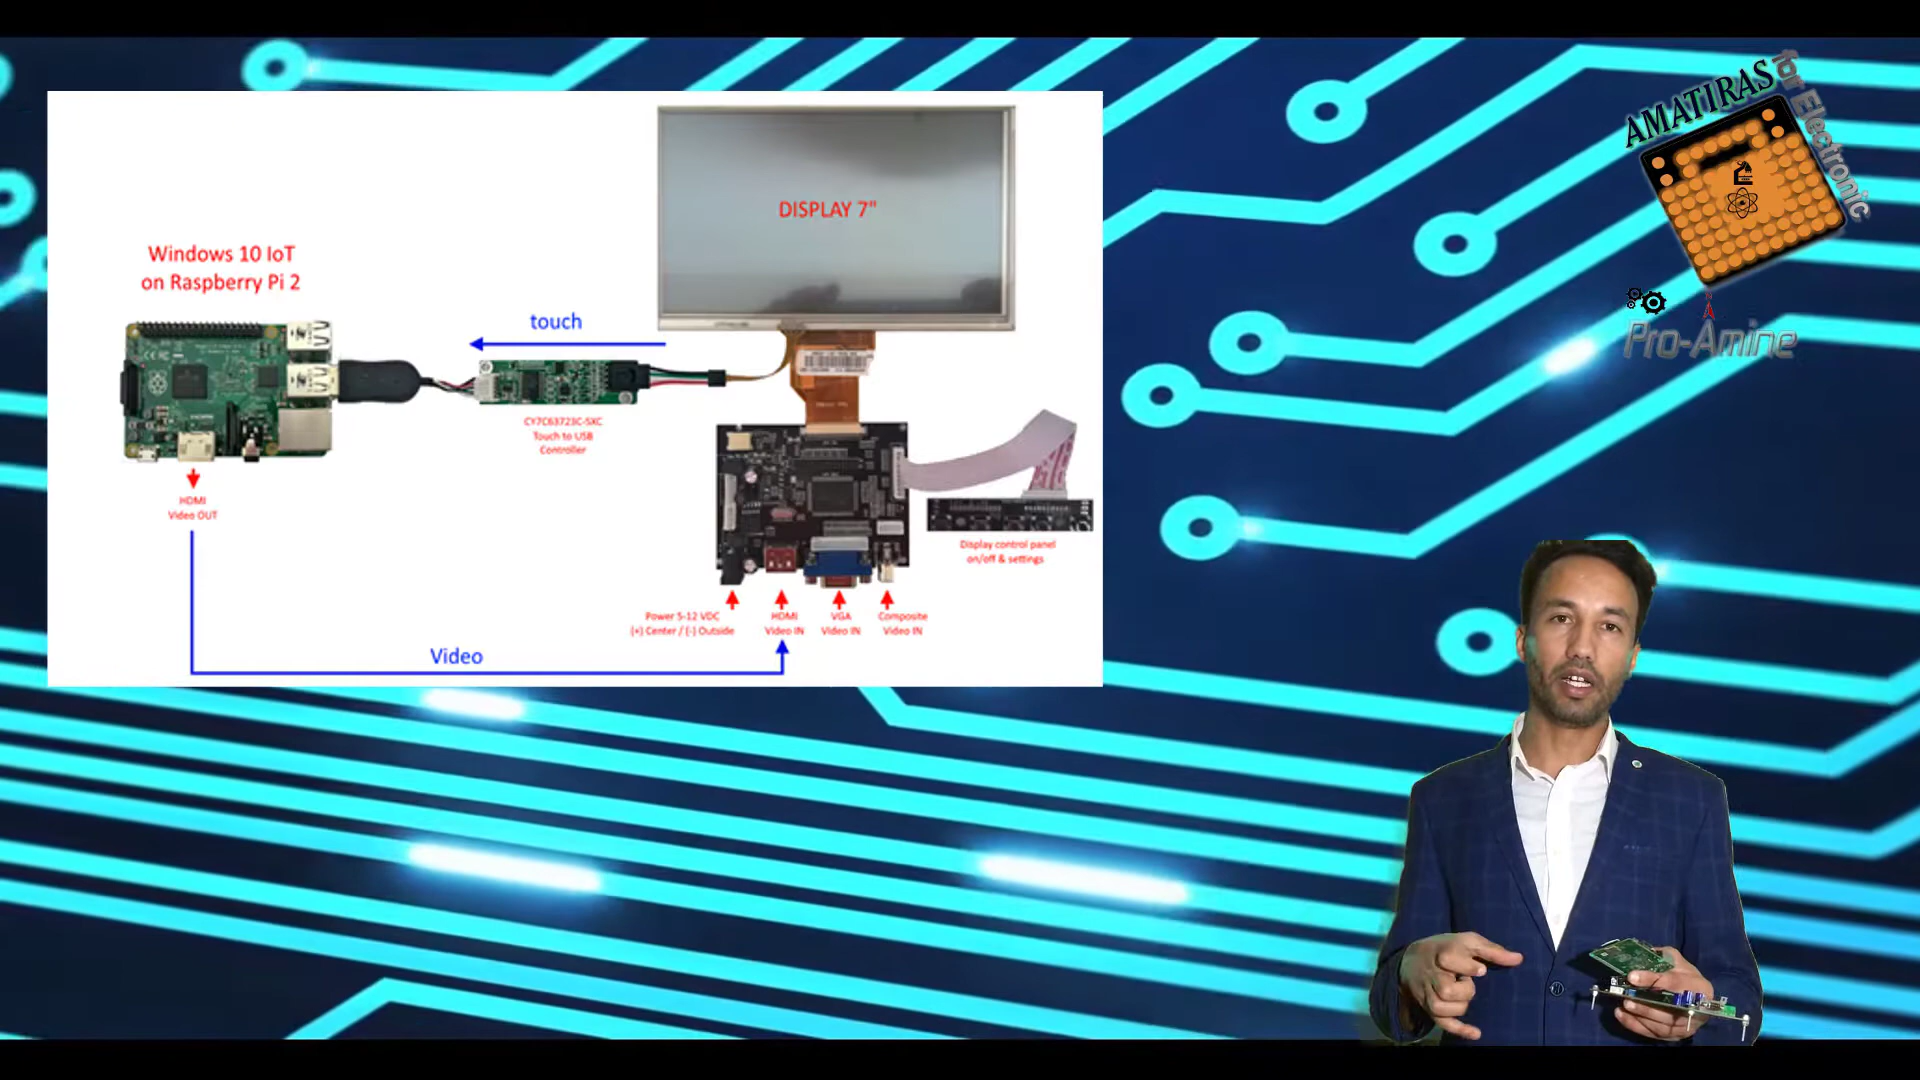 AMATIRAS
for Electronic
Pro-Amine
DISPLAY 7"
Windows 10 IoT
on Raspberry Pi 2
touch
CY7C63723C-SXC
Touch to USB
Controller
HDMI
Video OUT
Display control panel
on/off & settings
Power 5-12 VDC
(+) Center / (-) Outside
HDMI
Video IN
VGA
Video IN
Composite
Video IN
Video